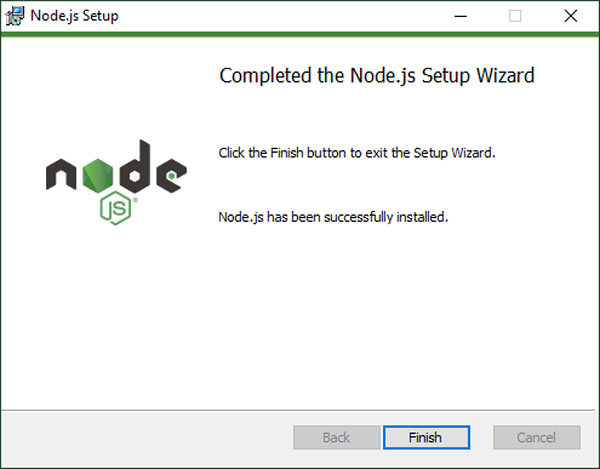 Node.js Setup
Completed the Node.js Setup Wizard
Click the Finish button to exit the Setup Wizard.
node
JS®
Node.js has been successfully installed.
Back
Finish
Cancel